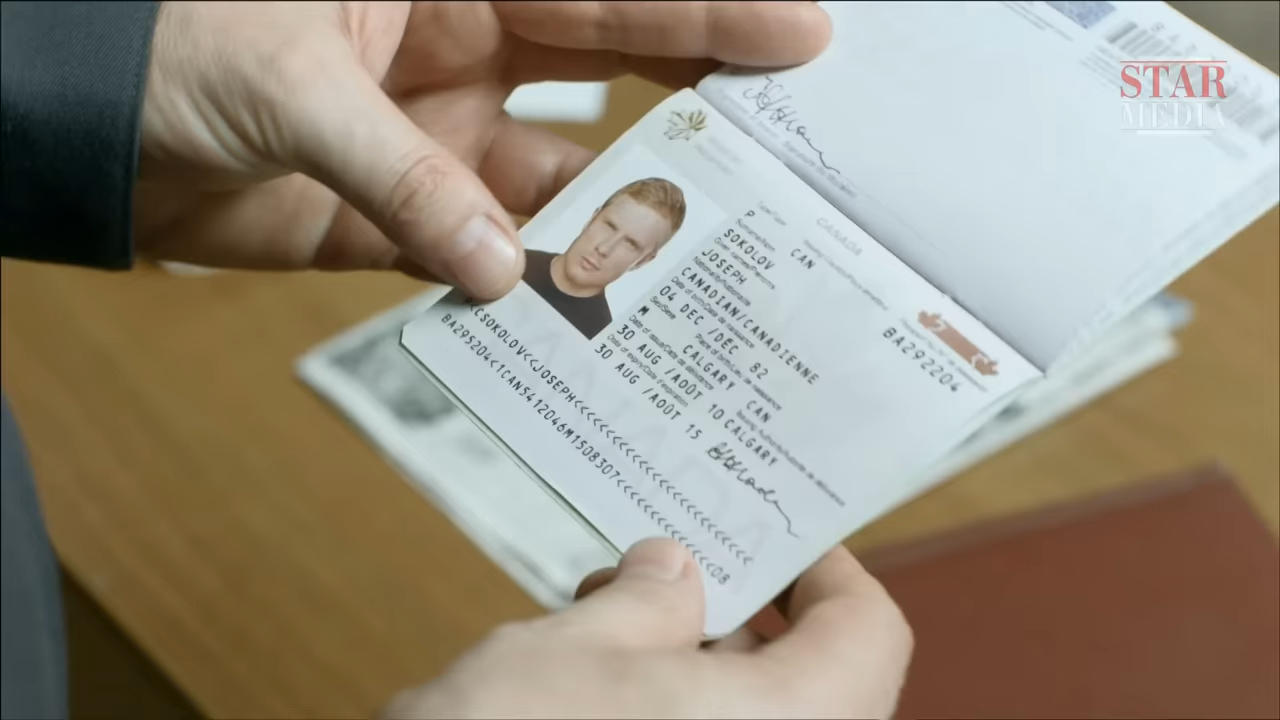 STAR
MEDIA
CANADA
P CAN
SOKOLOV
JOSEPH
CANADIAN/CANADIENNE
04 DEC /DEC 82
M CALGARY CAN
30 AUG /AOÛT 10 CALGARY
30 AUG /AOÛT 15
BA292204
<CSOKOLOV<<JOSEPH<<<<<<<<<<<<<<<<<<<<<<<<
BA295204<1CAN5412046M1508307<<<<<<<<<<<<<<08